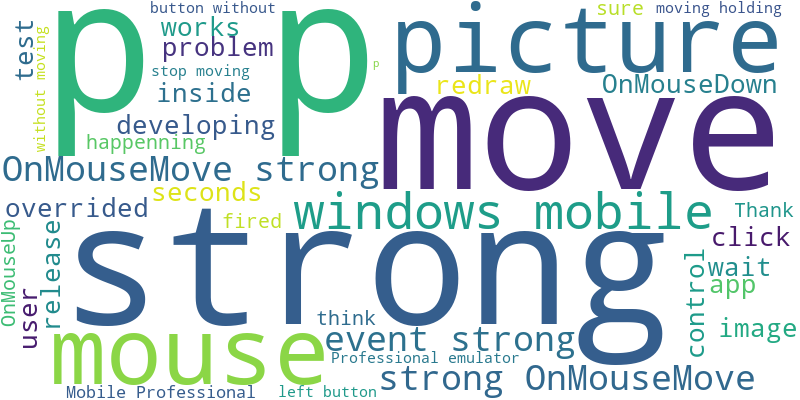 button without
sure
moving holding
test
works
p p
picture
problem
without moving
stop moving
p
redraw
OnMouseDown
inside
move
developing
happenning
OnMouseMove strong
seconds
windows mobile
overrided
fired
Thank
OnMouseUp
release
strong
click
user
control
wait
app
think
mouse
event strong
image
Professional emulator
strong OnMouseMove
Mobile Professional
left button